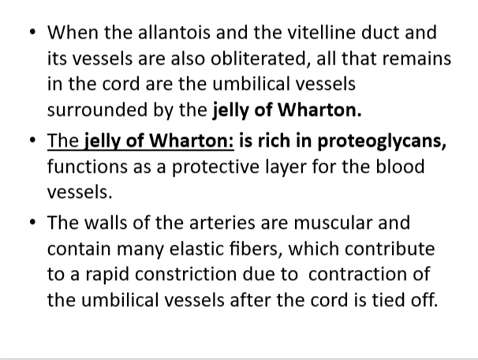 • When the allantois and the vitelline duct and
its vessels are also obliterated, all that remains
in the cord are the umbilical vessels
surrounded by the jelly of Wharton.
• The jelly of Wharton: is rich in proteoglycans,
functions as a protective layer for the blood
vessels.
• The walls of the arteries are muscular and
contain many elastic fibers, which contribute
to a rapid constriction due to  contraction of
the umbilical vessels after the cord is tied off.